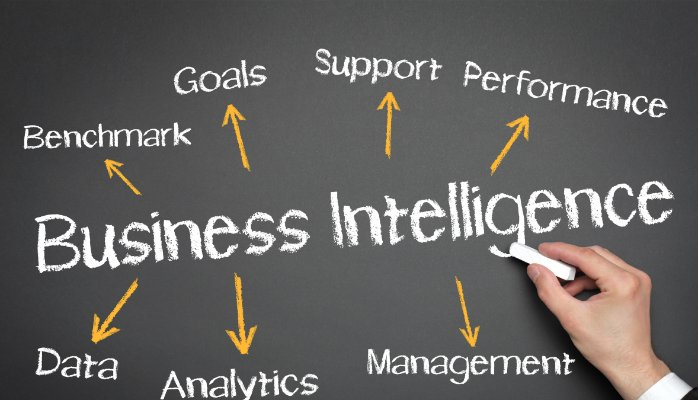 Goals
Support
Performance
Benchmark
Business Intelligence
Data
Analytics
Management